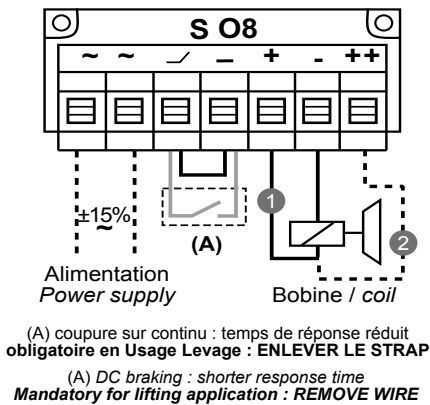 S O8
~ ~ _/ – + - ++
±15%
~
1
2
(A)
Alimentation
Power supply
Bobine / coil
(A) coupure sur continu : temps de réponse réduit
obligatoire en Usage Levage : ENLEVER LE STRAP
(A) DC braking : shorter response time
Mandatory for lifting application : REMOVE WIRE